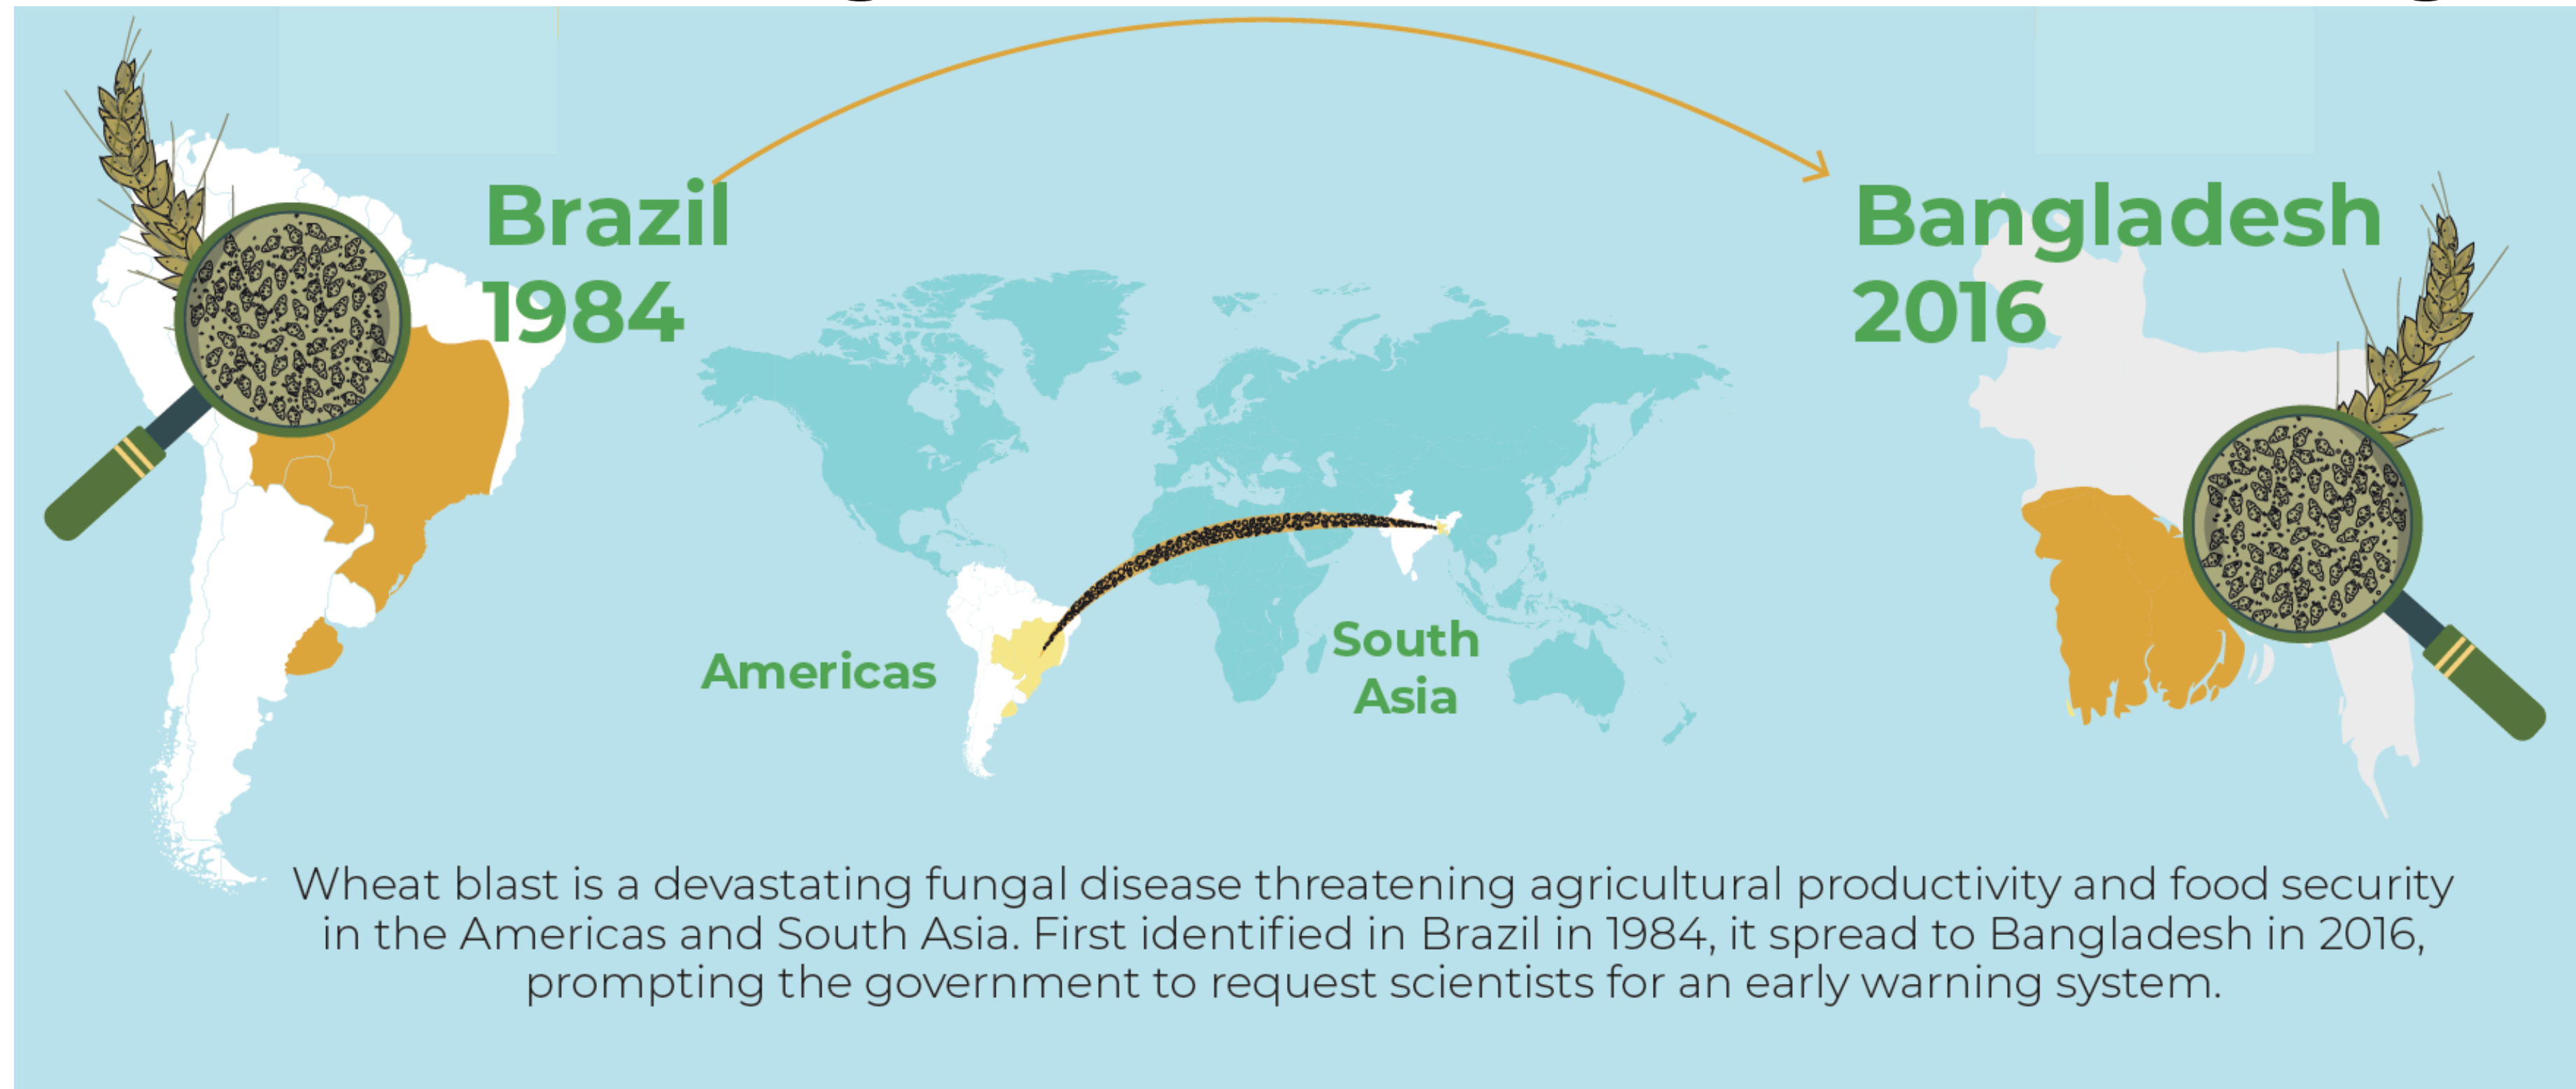 Brazil
1984
Bangladesh
2016
Americas
South
Asia
Wheat blast is a devastating fungal disease threatening agricultural productivity and food security
in the Americas and South Asia. First identified in Brazil in 1984, it spread to Bangladesh in 2016,
prompting the government to request scientists for an early warning system.